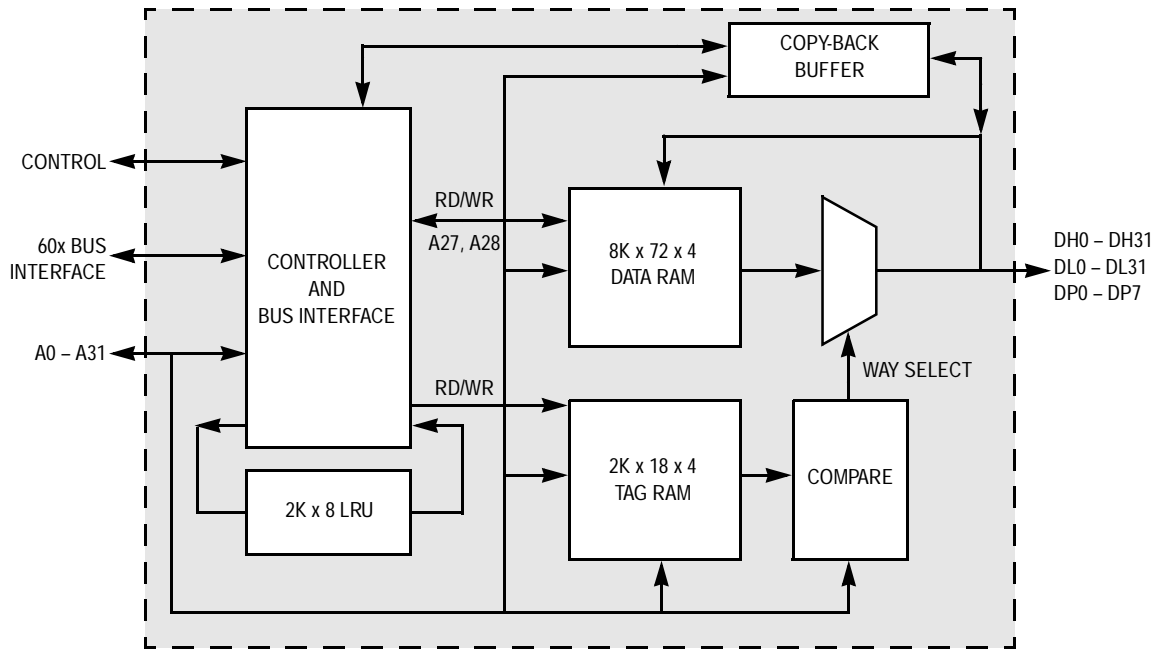 COPY-BACK
BUFFER
CONTROL
60x BUS
INTERFACE
A0 – A31
CONTROLLER
AND
BUS INTERFACE
RD/WR
A27, A28
8K x 72 x 4
DATA RAM
DH0 – DH31
DL0 – DL31
DP0 – DP7
WAY SELECT
RD/WR
2K x 18 x 4
TAG RAM
COMPARE
2K x 8 LRU